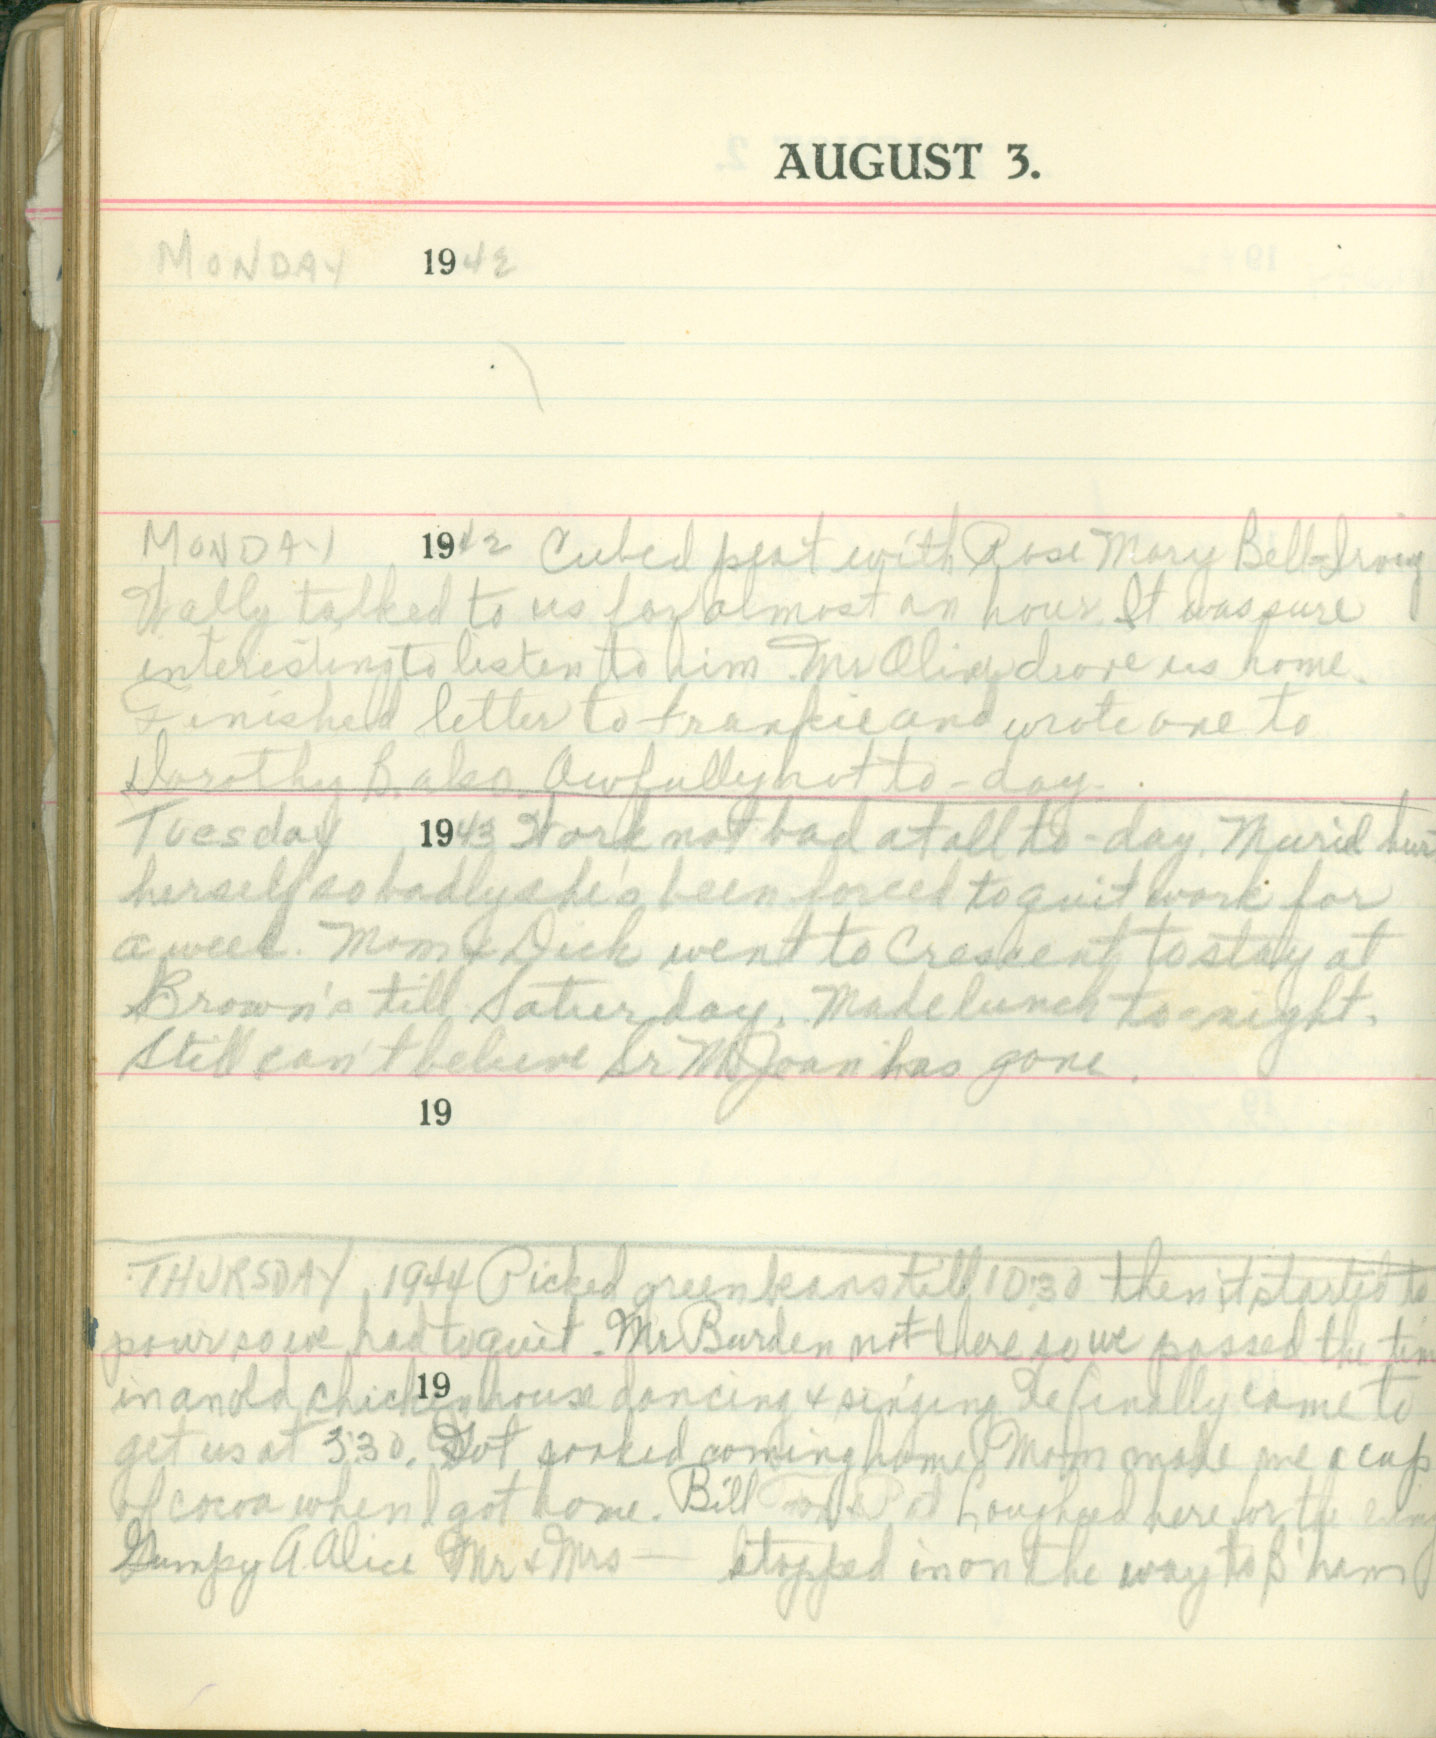 AUGUST 3.
MONDAY 1942
MONDAY 1942 Cubed peat with Rose Mary Bell-Irving
Wally talked to us for almost an hour. It was sure
interesting to listen to him. Mr Oliver drove us home.
Finished letter to Frankie and wrote one to
Dorothy B. also. Awfully hot to-day.
Tuesday 1943 Work not bad at all to-day. Muriel hurt
herself so badly she's been forced to quit work for
a week. Mom & Dick went to Crescent to stay at
Brown's till Saturday. Made lunch to-night.
Still can't believe Sr M Joan has gone.
19
THURSDAY 1944 Picked green beans till 10:30 then it started to
pour so we had to quit. Mr Burden not there so we passed the time
19
in an old chicken house dancing & singing He finally came to
get us at 3:30. Got soaked coming home. Mom made me a cup
of cocoa when I got home. Bill & Pat Lougheed here for the
A Alice Mr & Mrs — stopped in on the way to B'ham